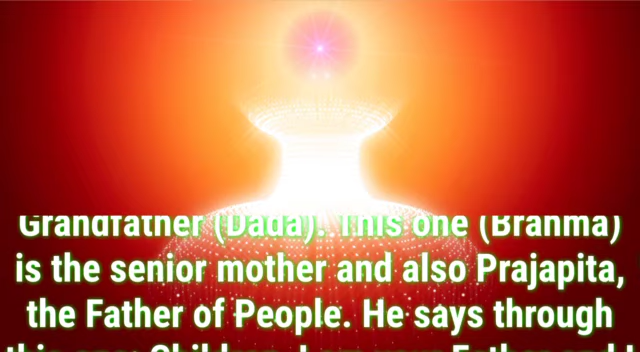 Grandfather (Dada). This one (Brahma)
is the senior mother and also Prajapita,
the Father of People. He says through